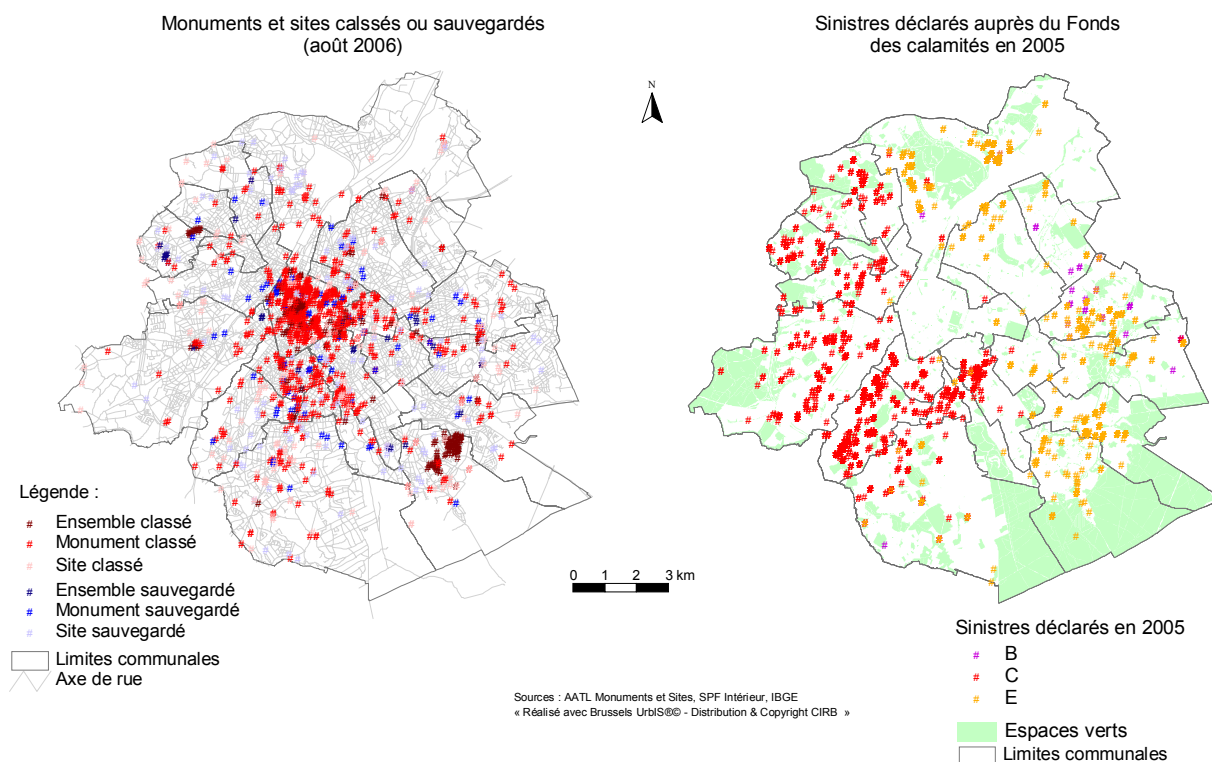 Monuments et sites calssés ou sauvegardés
(août 2006)
Sinistres déclarés auprès du Fonds
des calamités en 2005
N
Légende :
# Ensemble classé
# Monument classé
# Site classé
# Ensemble sauvegardé
# Monument sauvegardé
# Site sauvegardé
Limites communales
Axe de rue
0 1 2 3 km
Sinistres déclarés en 2005
# B
# C
# E
Espaces verts
Limites communales
Sources : AATL Monuments et Sites, SPF Intérieur, IBGE
« Réalisé avec Brussels UrbIS®© - Distribution & Copyright CIRB »